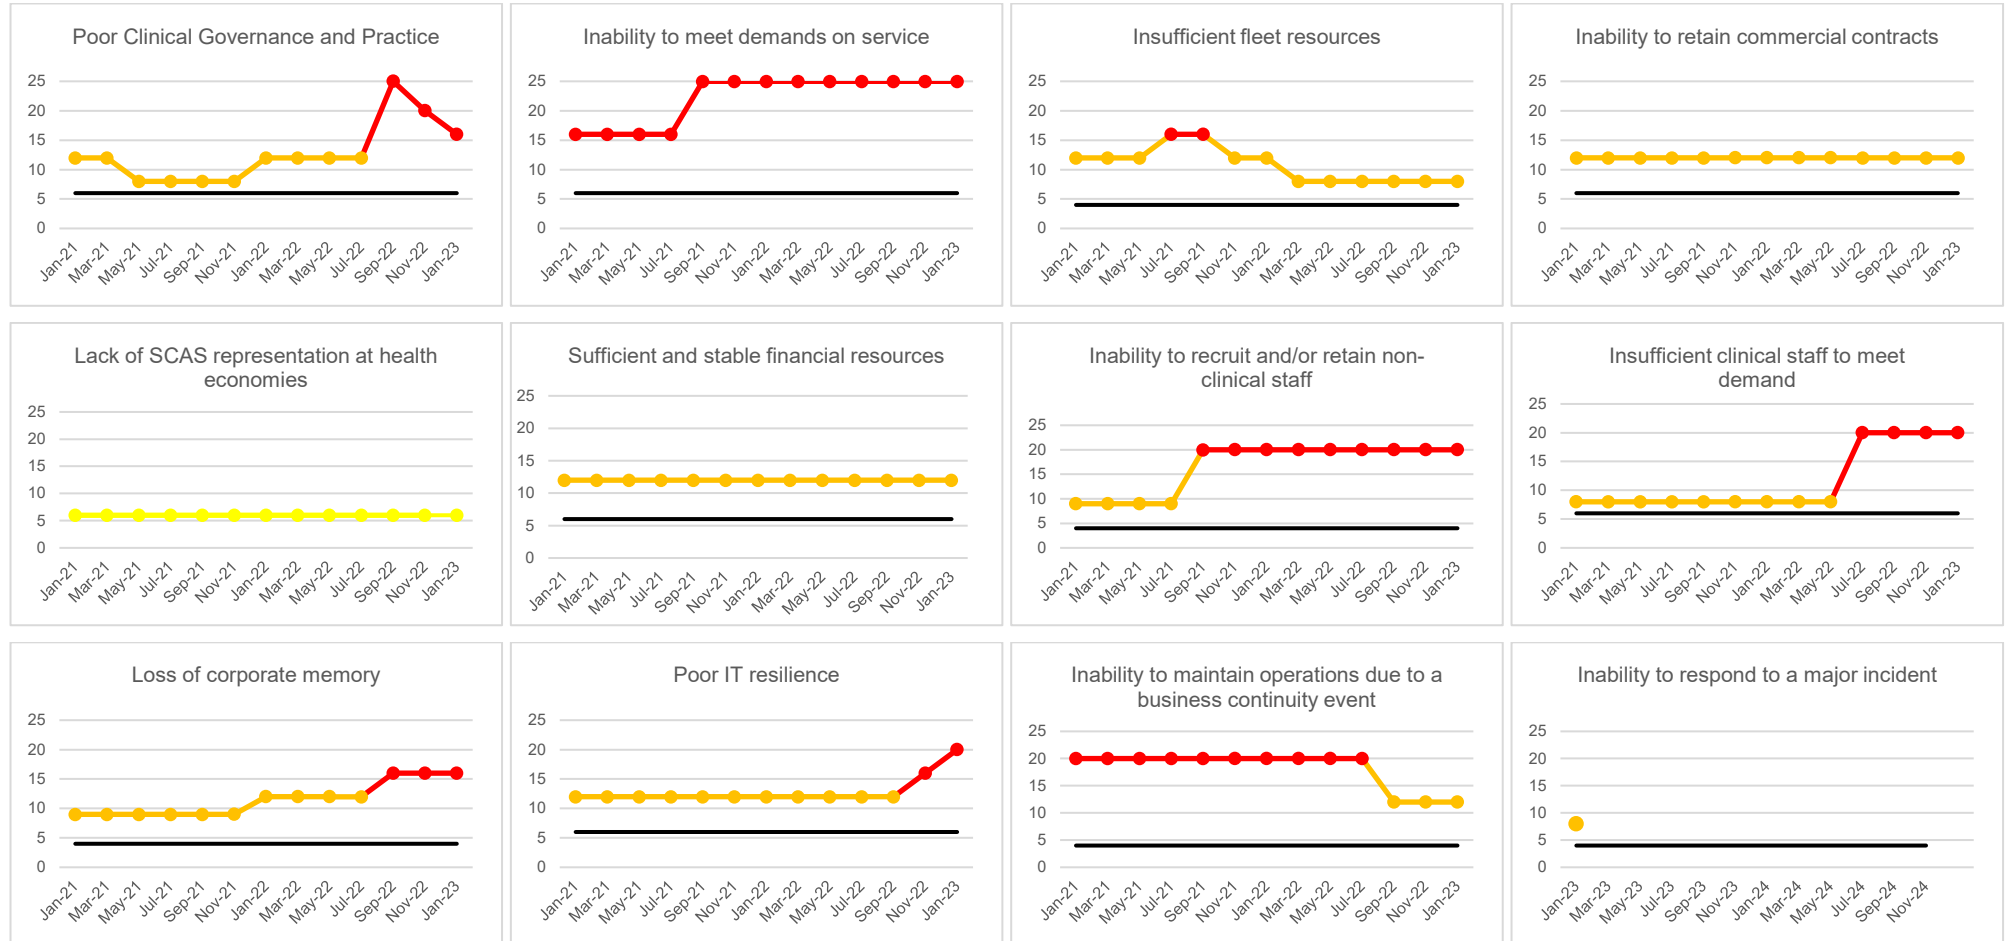 Poor Clinical Governance and Practice
25
20
15
10
5
0
Jan-21
Mar-21
May-21
Jul-21
Sep-21
Nov-21
Jan-22
Mar-22
May-22
Jul-22
Sep-22
Nov-22
Jan-23
Inability to meet demands on service
25
20
15
10
5
0
Jan-21
Mar-21
May-21
Jul-21
Sep-21
Nov-21
Jan-22
Mar-22
May-22
Jul-22
Sep-22
Nov-22
Jan-23
Insufficient fleet resources
25
20
15
10
5
0
Jan-21
Mar-21
May-21
Jul-21
Sep-21
Nov-21
Jan-22
Mar-22
May-22
Jul-22
Sep-22
Nov-22
Jan-23
Inability to retain commercial contracts
25
20
15
10
5
0
Jan-21
Mar-21
May-21
Jul-21
Sep-21
Nov-21
Jan-22
Mar-22
May-22
Jul-22
Sep-22
Nov-22
Jan-23
Lack of SCAS representation at health
economies
25
20
15
10
5
0
Jan-21
Mar-21
May-21
Jul-21
Sep-21
Nov-21
Jan-22
Mar-22
May-22
Jul-22
Sep-22
Nov-22
Jan-23
Sufficient and stable financial resources
25
20
15
10
5
0
Jan-21
Mar-21
May-21
Jul-21
Sep-21
Nov-21
Jan-22
Mar-22
May-22
Jul-22
Sep-22
Nov-22
Jan-23
Inability to recruit and/or retain non-
clinical staff
25
20
15
10
5
0
Jan-21
Mar-21
May-21
Jul-21
Sep-21
Nov-21
Jan-22
Mar-22
May-22
Jul-22
Sep-22
Nov-22
Jan-23
Insufficient clinical staff to meet
demand
25
20
15
10
5
0
Jan-21
Mar-21
May-21
Jul-21
Sep-21
Nov-21
Jan-22
Mar-22
May-22
Jul-22
Sep-22
Nov-22
Jan-23
Loss of corporate memory
25
20
15
10
5
0
Jan-21
Mar-21
May-21
Jul-21
Sep-21
Nov-21
Jan-22
Mar-22
May-22
Jul-22
Sep-22
Nov-22
Jan-23
Poor IT resilience
25
20
15
10
5
0
Jan-21
Mar-21
May-21
Jul-21
Sep-21
Nov-21
Jan-22
Mar-22
May-22
Jul-22
Sep-22
Nov-22
Jan-23
Inability to maintain operations due to a
business continuity event
25
20
15
10
5
0
Jan-21
Mar-21
May-21
Jul-21
Sep-21
Nov-21
Jan-22
Mar-22
May-22
Jul-22
Sep-22
Nov-22
Jan-23
Inability to respond to a major incident
25
20
15
10
5
0
Jan-23
Mar-23
May-23
Jul-23
Sep-23
Nov-23
Jan-24
Mar-24
May-24
Jul-24
Sep-24
Nov-24